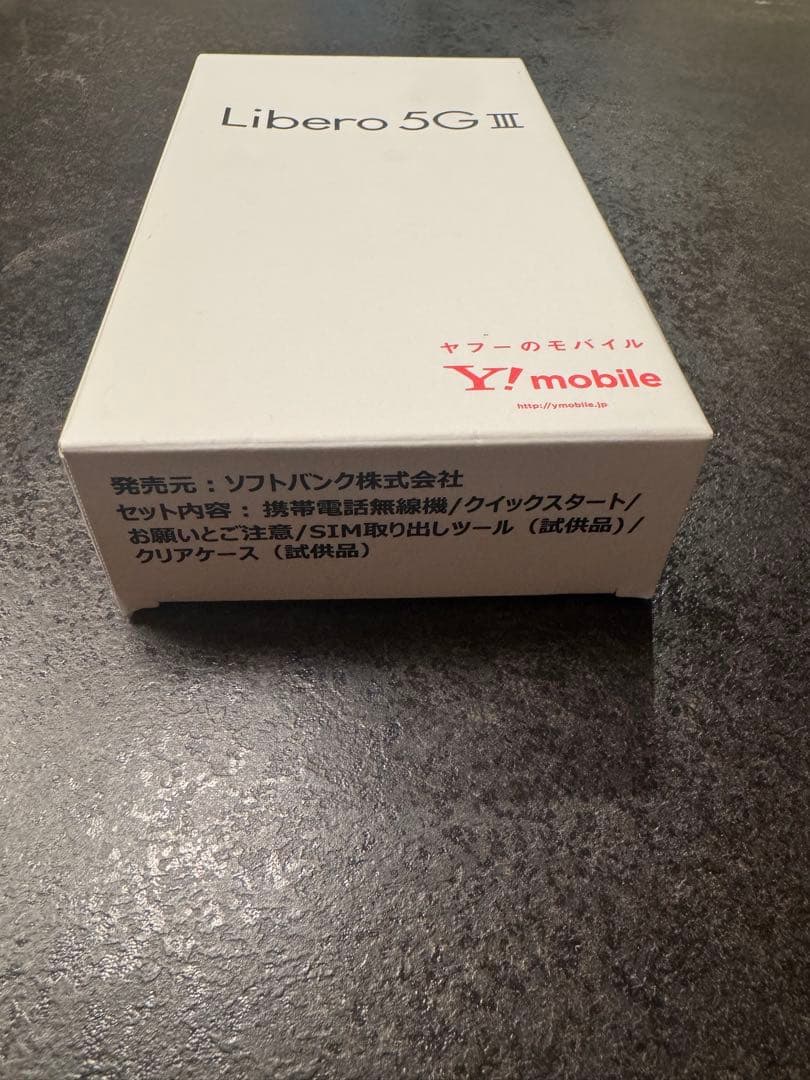 Libero 5G III
ヤフーのモバイル
Y! mobile
http://ymobile.jp
発売元：ソフトバンク株式会社
セット内容：携帯電話無線機/クイックスタート/
お願いとご注意/SIM取り出しツール（試供品）/
クリアケース（試供品）